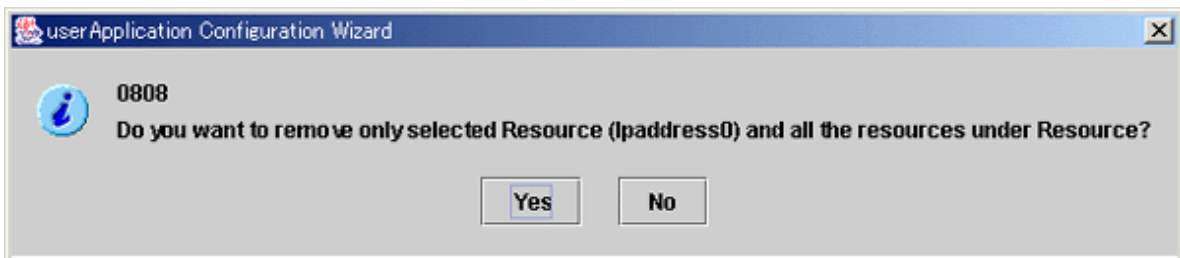 userApplication Configuration Wizard
0808
Do you want to remove only selected Resource (Ipaddress0) and all the resources under Resource?
Yes
No